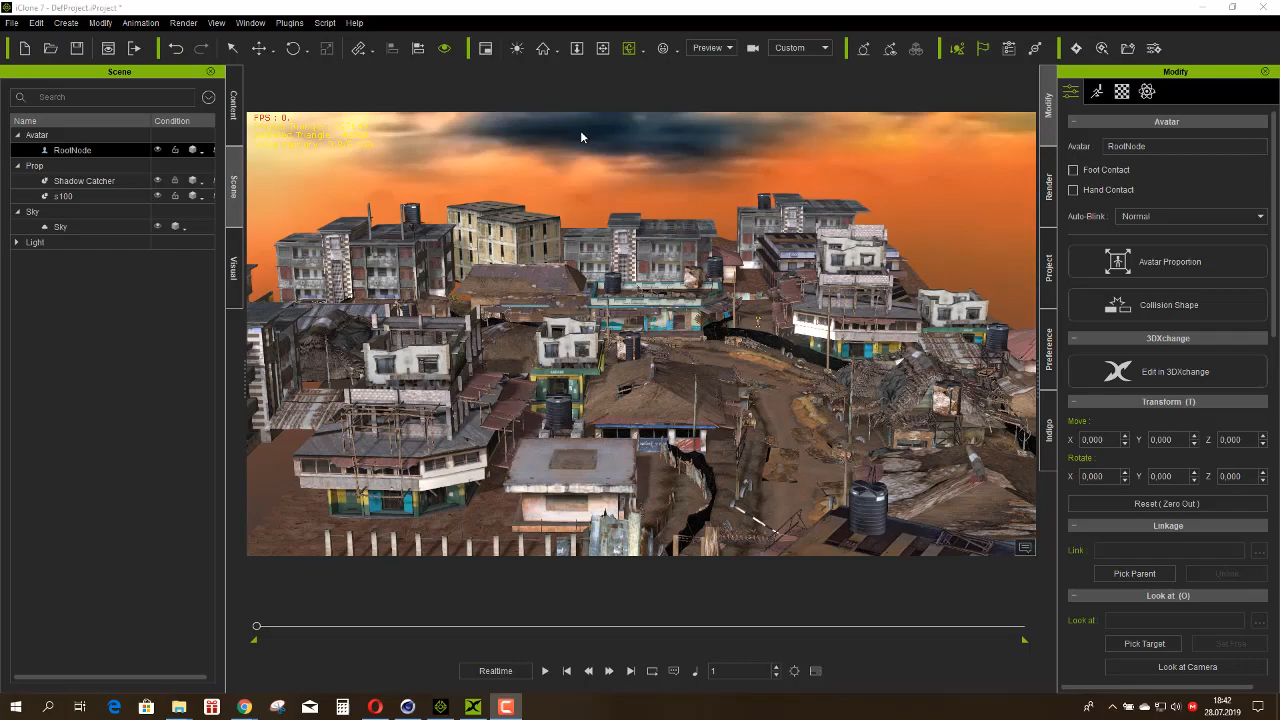 iClone 7 - DefProject.iProject *
File Edit Create Modify Animation Render View Window Plugins Script Help
Preview Custom
Scene
Search
Name Condition
Avatar
RootNode
Prop
Shadow Catcher
s100
Sky
Sky
Light
Content
Scene
Visual
FPS : 0.
Realtime
1
Modify
Render
Project
Preference
Indigo
Modify
Avatar
Avatar RootNode
Foot Contact
Hand Contact
Auto-Blink : Normal
Avatar Proportion
Collision Shape
3DXchange
Edit in 3DXchange
Transform (T)
Move :
X 0,000 Y 0,000 Z 0,000
Rotate :
X 0,000 Y 0,000 Z 0,000
Reset ( Zero Out )
Linkage
Link :
Pick Parent
Look at (O)
Look at :
Pick Target Set Free
Look at Camera
18:42
28.07.2019